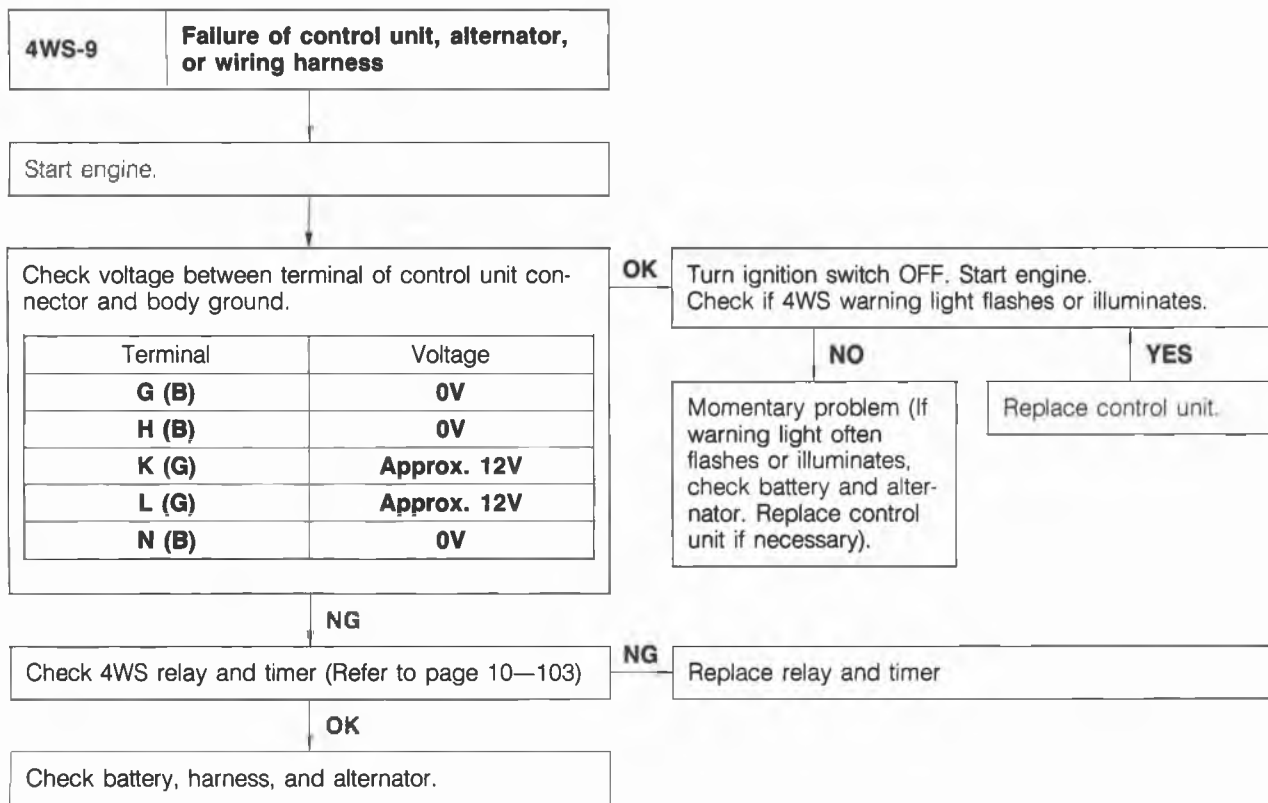 4WS-9
Failure of control unit, alternator,
or wiring harness
Start engine.
Check voltage between terminal of control unit con-
nector and body ground.
Terminal Voltage
G (B) 0V
H (B) 0V
K (G) Approx. 12V
L (G) Approx. 12V
N (B) 0V
OK
Turn ignition switch OFF. Start engine.
Check if 4WS warning light flashes or illuminates.
NO
YES
Momentary problem (If
warning light often
flashes or illuminates,
check battery and alter-
nator. Replace control
unit if necessary).
Replace control unit.
NG
Check 4WS relay and timer (Refer to page 10—103)
NG
Replace relay and timer
OK
Check battery, harness, and alternator.